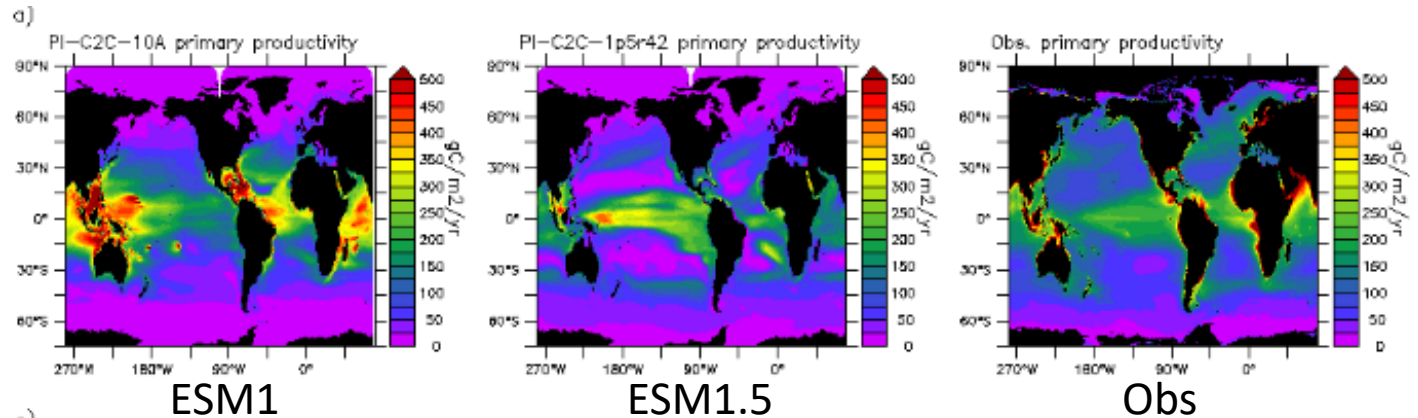 a)
PI-C2C-10A primary productivity
90°N
60°N
30°N
0°
30°S
60°S
270°W 180°W 90°W 0°
500
450
400
350
300
250
200
150
100
50
0
gC/m2/yr
ESM1
PI-C2C-1p5r42 primary productivity
90°N
60°N
30°N
0°
30°S
60°S
270°W 180°W 90°W 0°
500
450
400
350
300
250
200
150
100
50
0
gC/m2/yr
ESM1.5
Obs. primary productivity
90°N
60°N
30°N
0°
30°S
60°S
270°W 180°W 90°W 0°
500
450
400
350
300
250
200
150
100
50
0
gC/m2/yr
Obs